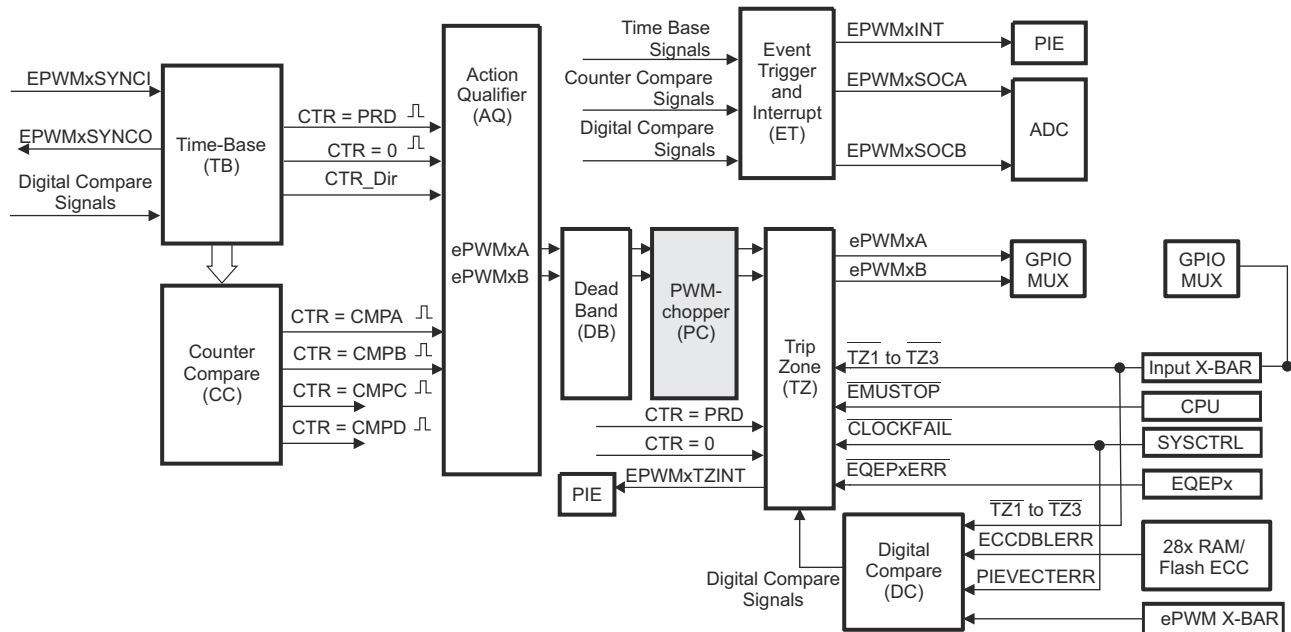 EPWMxSYNCI
EPWMxSYNCO
Digital Compare
Signals
Time-Base
(TB)
CTR = PRD
CTR = 0
CTR_Dir
Counter
Compare
(CC)
CTR = CMPA
CTR = CMPB
CTR = CMPC
CTR = CMPD
Action
Qualifier
(AQ)
ePWMxA
ePWMxB
Time Base
Signals
Counter Compare
Signals
Digital Compare
Signals
Event
Trigger
and
Interrupt
(ET)
EPWMxINT
EPWMxSOCA
EPWMxSOCB
PIE
ADC
Dead
Band
(DB)
PWM-
chopper
(PC)
Trip
Zone
(TZ)
ePWMxA
ePWMxB
GPIO
MUX
GPIO
MUX
TZ1 to TZ3
Input X-BAR
EMUSTOP
CPU
CLOCKFAIL
SYSCTRL
EQEPxERR
EQEPx
CTR = PRD
CTR = 0
EPWMxTZINT
PIE
Digital Compare
Signals
Digital
Compare
(DC)
TZ1 to TZ3
ECCDBLERR
28x RAM/
Flash ECC
PIEVECTERR
ePWM X-BAR